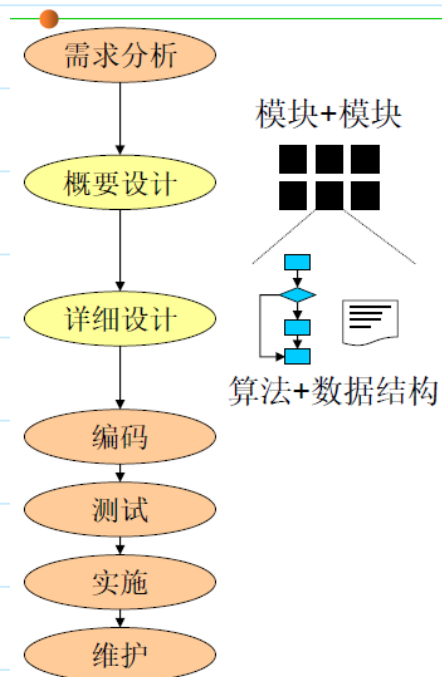 需求分析
模块+模块
概要设计
详细设计
算法+数据结构
编码
测试
实施
维护